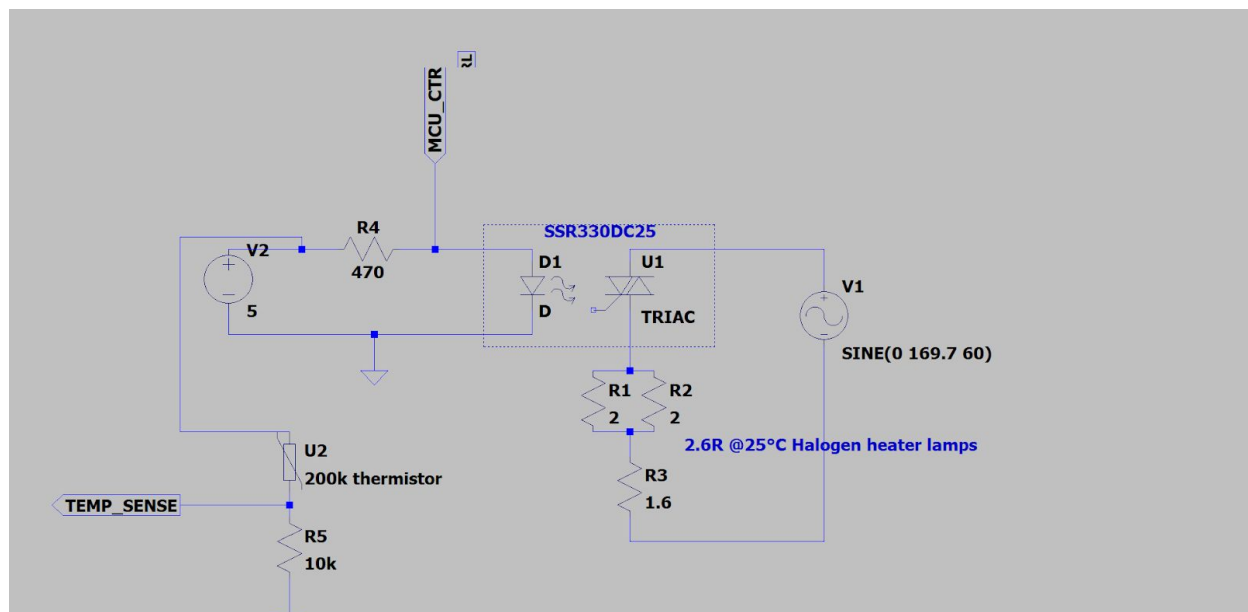 RL
MCU_CTR
R4
470
V2
5
SSR330DC25
D1
D
U1
TRIAC
V1
SINE(0 169.7 60)
R1
2
R2
2
2.6R @25°C Halogen heater lamps
R3
1.6
U2
200k thermistor
TEMP_SENSE
R5
10k